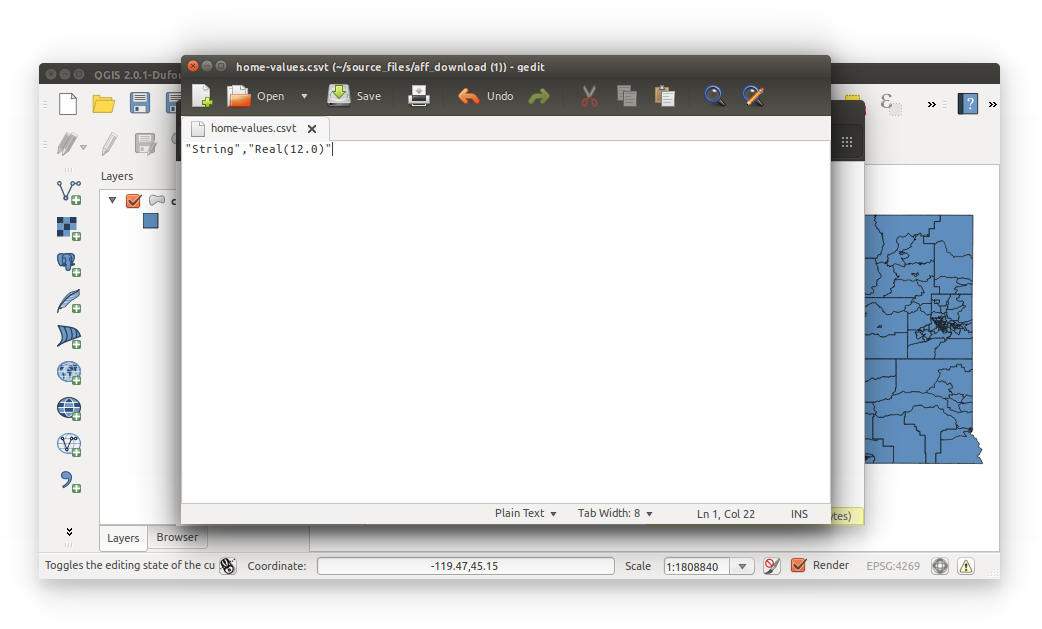 QGIS 2.0.1-Dufou
home-values.csvt (~/source_files/aff_download (1)) - gedit
Open
Save
Undo
home-values.csvt
"String","Real(12.0)"
Layers
c
Plain Text
Tab Width: 8
Ln 1, Col 22
INS
tes)
Layers
Browser
Toggles the editing state of the cu
Coordinate:
-119.47,45.15
Scale
1:1808840
Render
EPSG:4269